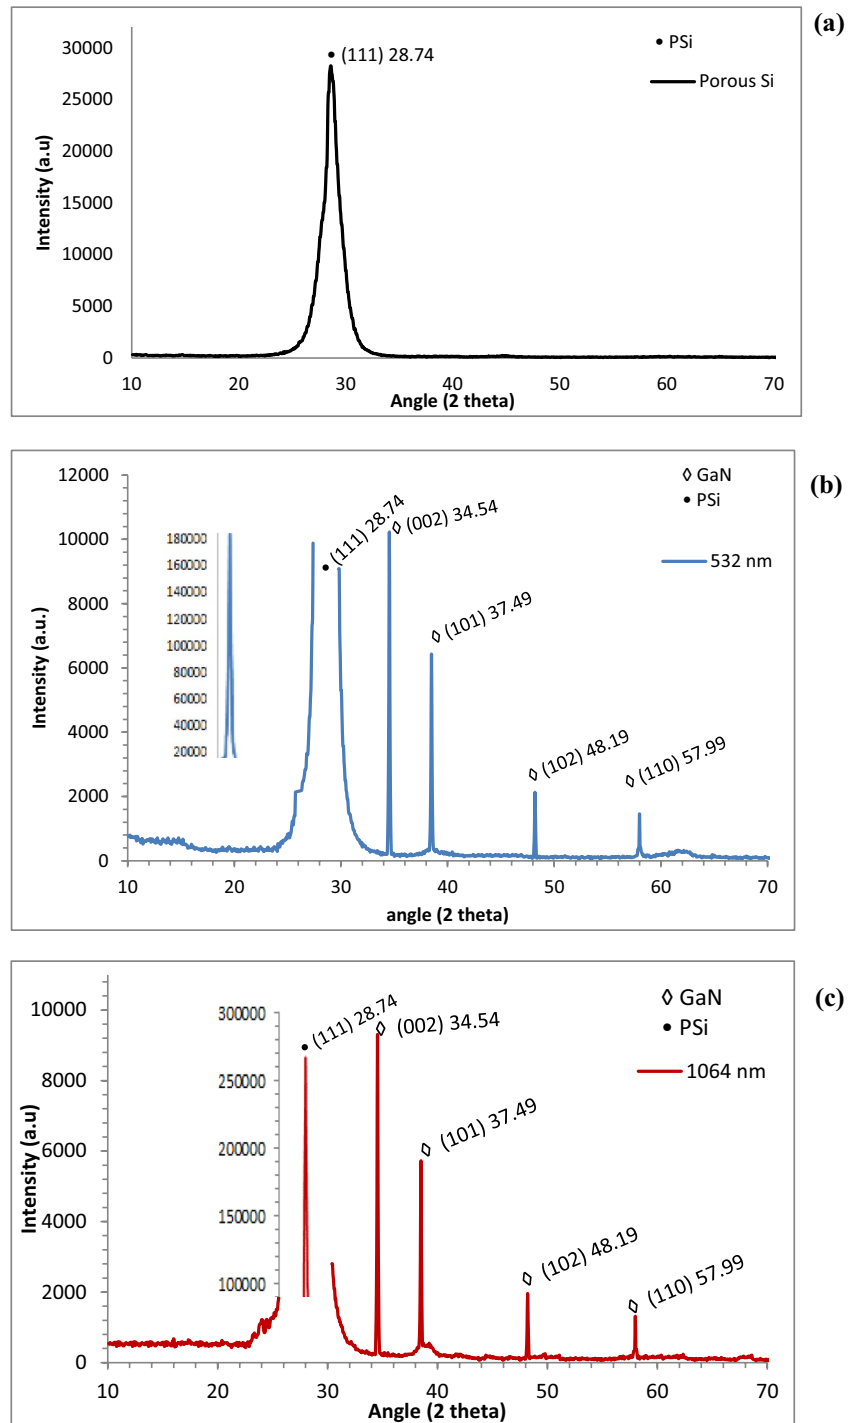 (a)
30000
25000
20000
15000
10000
5000
0
Intensity (a.u)
• (111) 28.74
• PSi
Porous Si
10 20 30 40 50 60 70
Angle (2 theta)
(b)
12000
10000
8000
6000
4000
2000
0
Intensity (a.u.)
180000
160000
140000
120000
100000
80000
60000
40000
20000
• (111) 28.74
◊ (002) 34.54
◊ (101) 37.49
◊ (102) 48.19
◊ (110) 57.99
◊ GaN
• PSi
532 nm
10 20 30 40 50 60 70
angle (2 theta)
(c)
10000
8000
6000
4000
2000
0
Intensity (a.u)
300000
250000
200000
150000
100000
• (111) 28.74
◊ (002) 34.54
◊ (101) 37.49
◊ (102) 48.19
◊ (110) 57.99
◊ GaN
• PSi
1064 nm
10 20 30 40 50 60 70
Angle (2 theta)